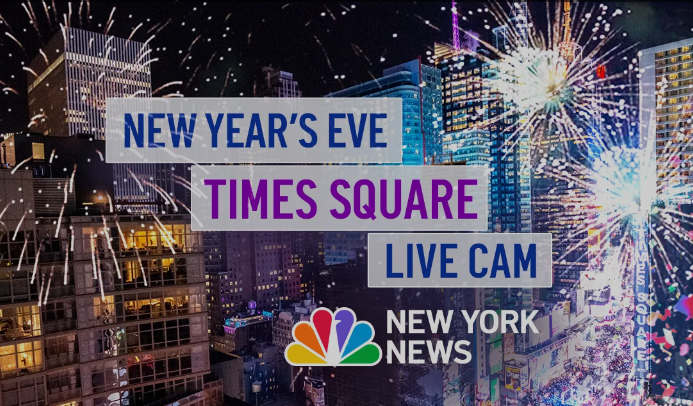 NEW YEAR'S EVE
TIMES SQUARE
LIVE CAM
NEW YORK
NEWS